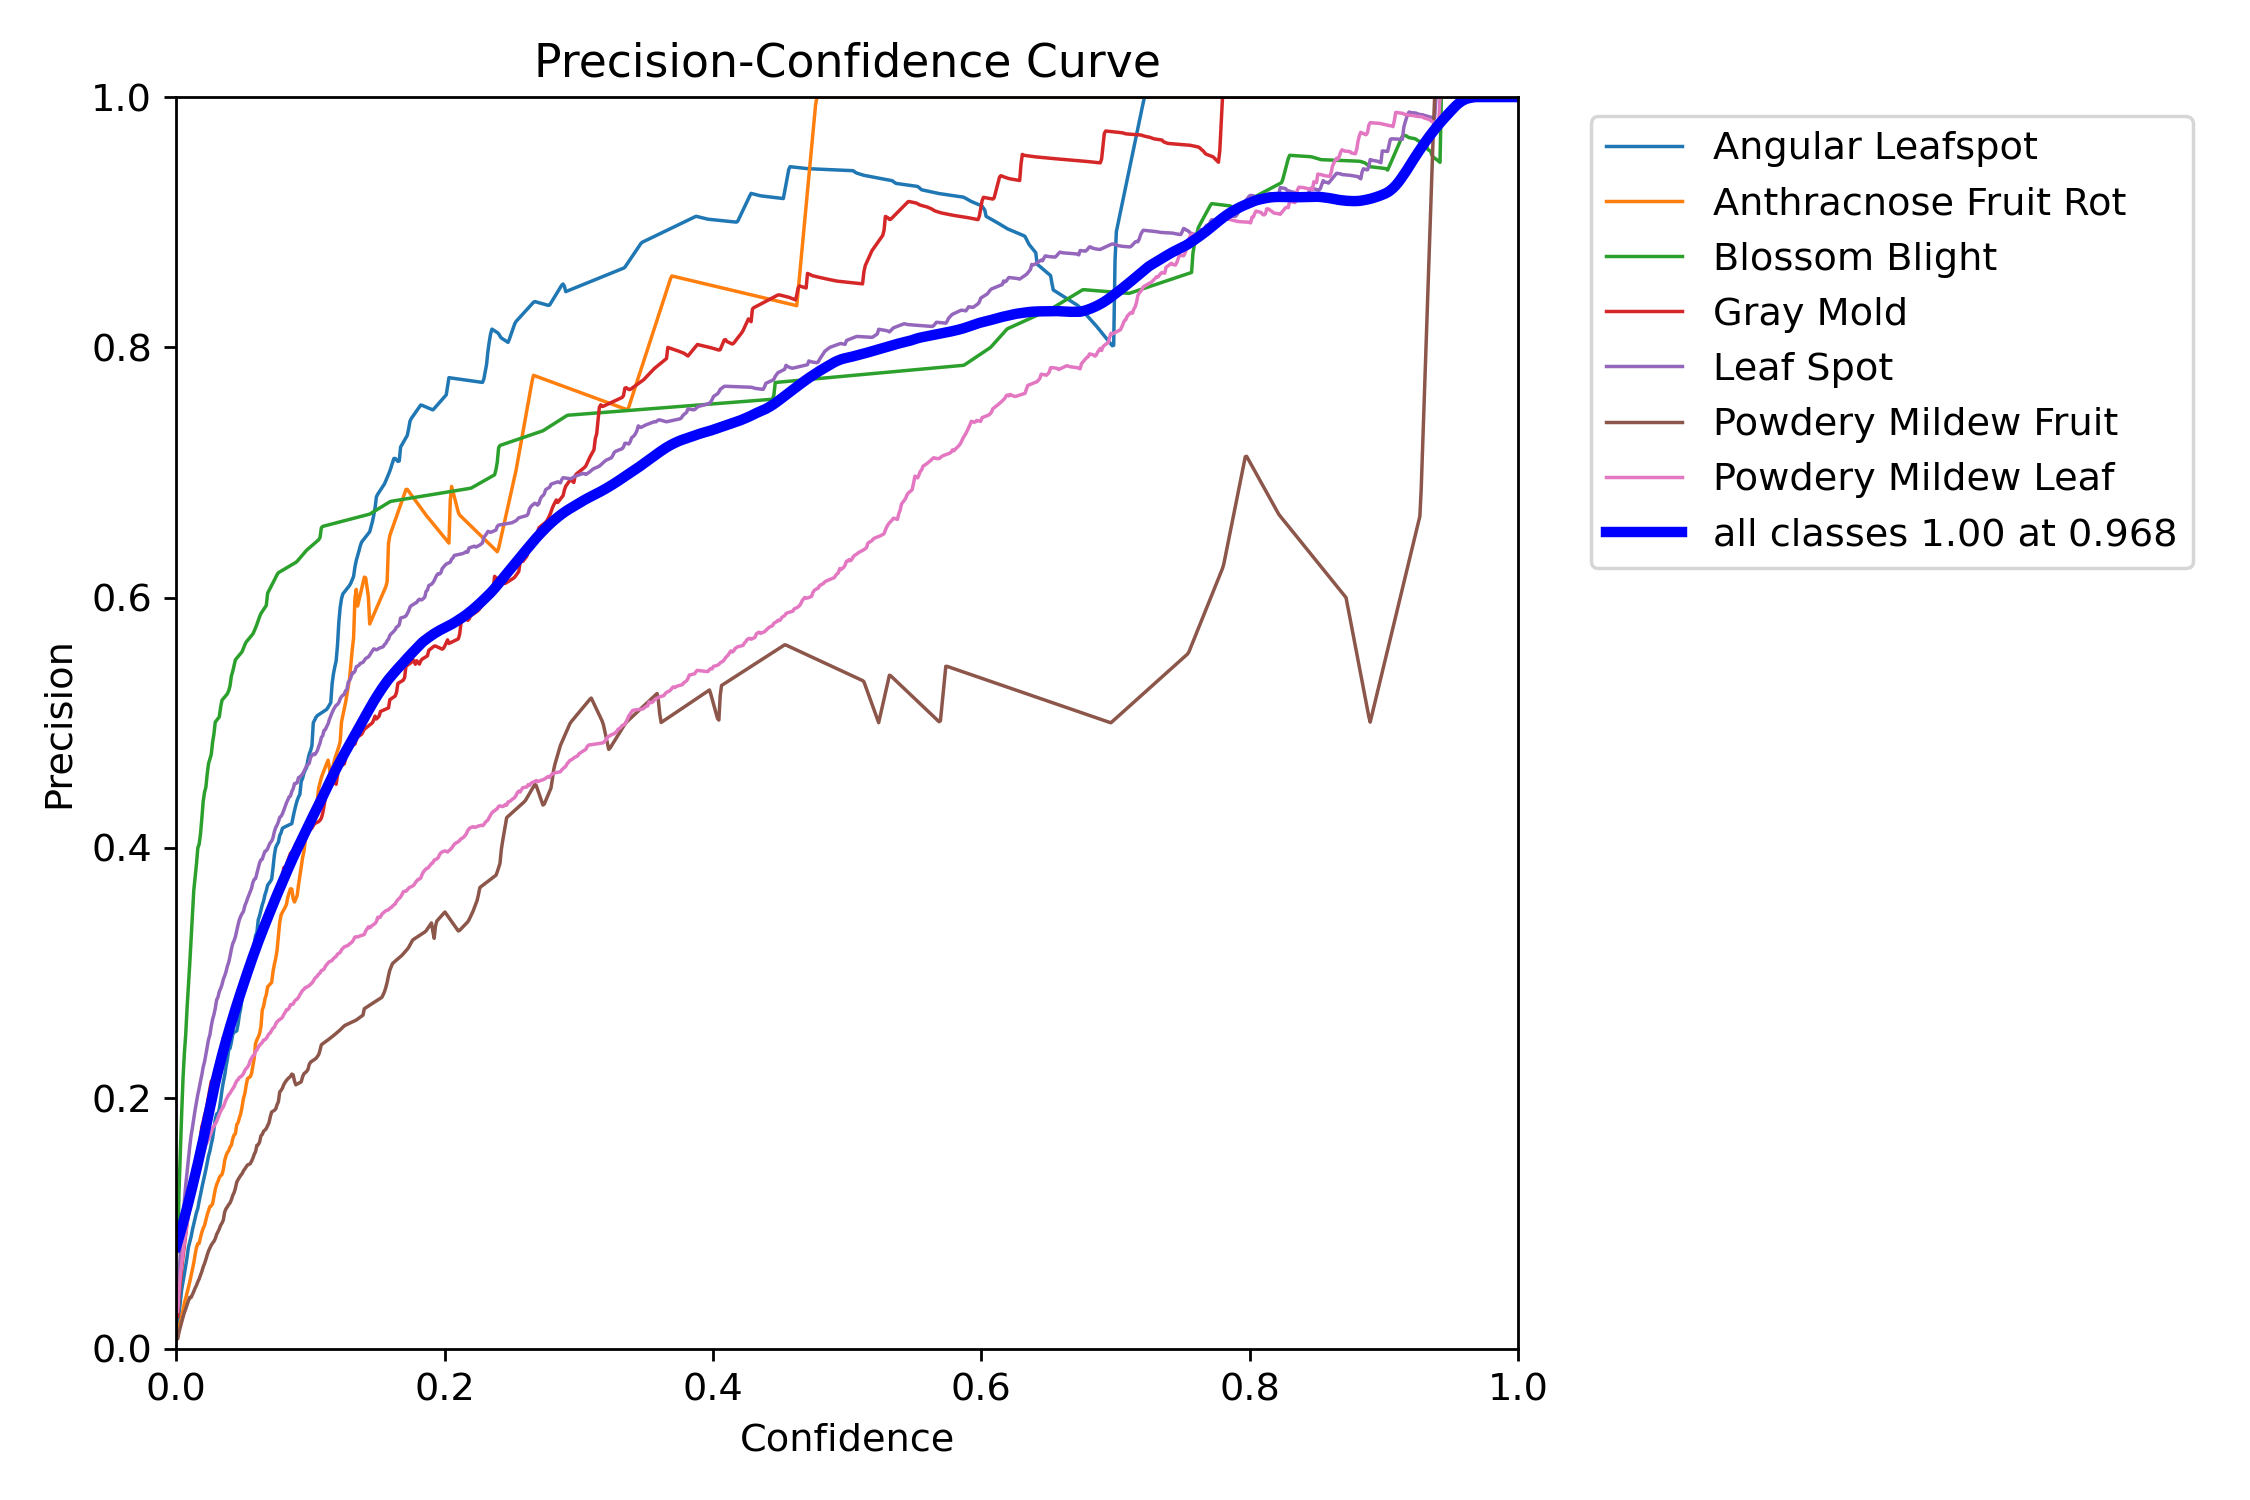 Precision-Confidence Curve
1.0
0.8
0.6
0.4
0.2
0.0
Precision
0.0 0.2 0.4 0.6 0.8 1.0
Confidence
Angular Leafspot
Anthracnose Fruit Rot
Blossom Blight
Gray Mold
Leaf Spot
Powdery Mildew Fruit
Powdery Mildew Leaf
all classes 1.00 at 0.968